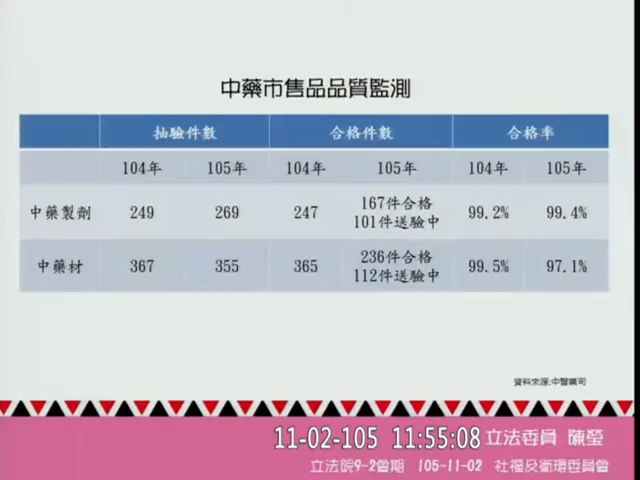 中藥市售品品質監測
抽驗件數 合格件數 合格率
104年 105年 104年 105年 104年 105年
中藥製劑 249 269 247 167件合格 101件送驗中 99.2% 99.4%
中藥材 367 355 365 236件合格 112件送驗中 99.5% 97.1%
資料來源:中醫藥司
11-02-105 11:55:08 立法委員 陳瑩
立法院9-2會期 105-11-02 社福及衛環委員會